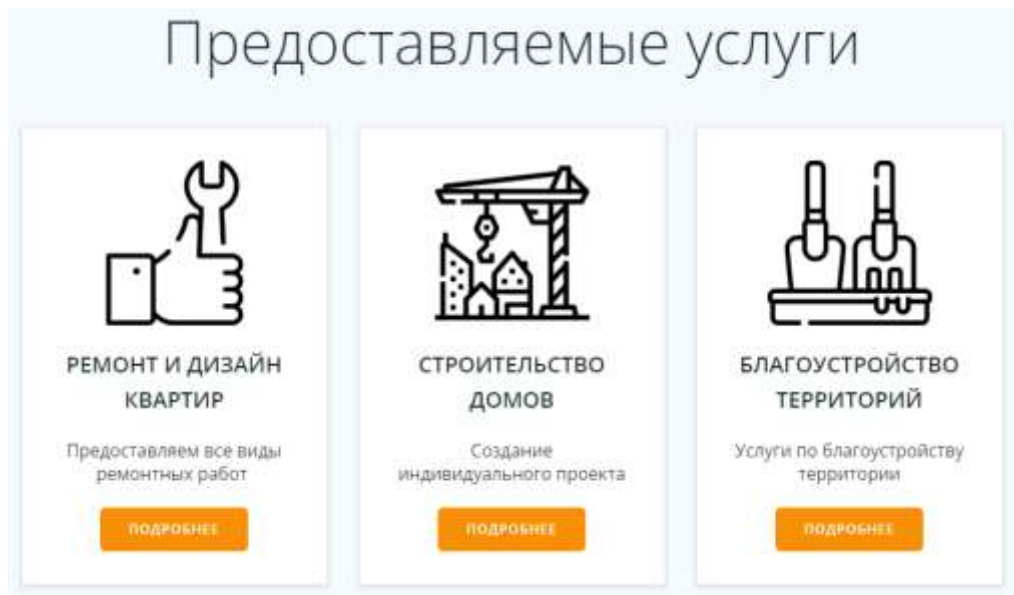 Предоставляемые услуги
РЕМОНТ И ДИЗАЙН
КВАРТИР
Предоставляем все виды
ремонтных работ
ПОДРОБНЕЕ
СТРОИТЕЛЬСТВО
ДОМОВ
Создание
индивидуального проекта
ПОДРОБНЕЕ
БЛАГОУСТРОЙСТВО
ТЕРРИТОРИЙ
Услуги по благоустройству
территории
ПОДРОБНЕЕ